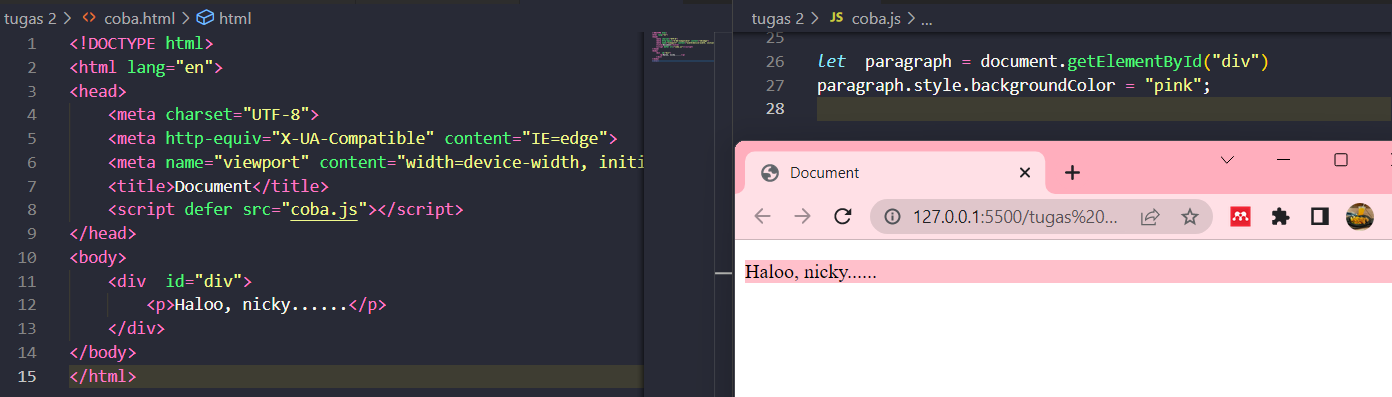 tugas 2 > coba.html > html
1 <!DOCTYPE html>
2 <html lang="en">
3 <head>
4 <meta charset="UTF-8">
5 <meta http-equiv="X-UA-Compatible" content="IE=edge">
6 <meta name="viewport" content="width=device-width, initi
7 <title>Document</title>
8 <script defer src="coba.js"></script>
9 </head>
10 <body>
11 <div  id="div">
12 <p>Haloo, nicky......</p>
13 </div>
14 </body>
15 </html>
tugas 2 > JS coba.js > ...
25
26 let  paragraph = document.getElementById("div")
27 paragraph.style.backgroundColor = "pink";
28
Document
127.0.0.1:5500/tugas%20...
Haloo, nicky......